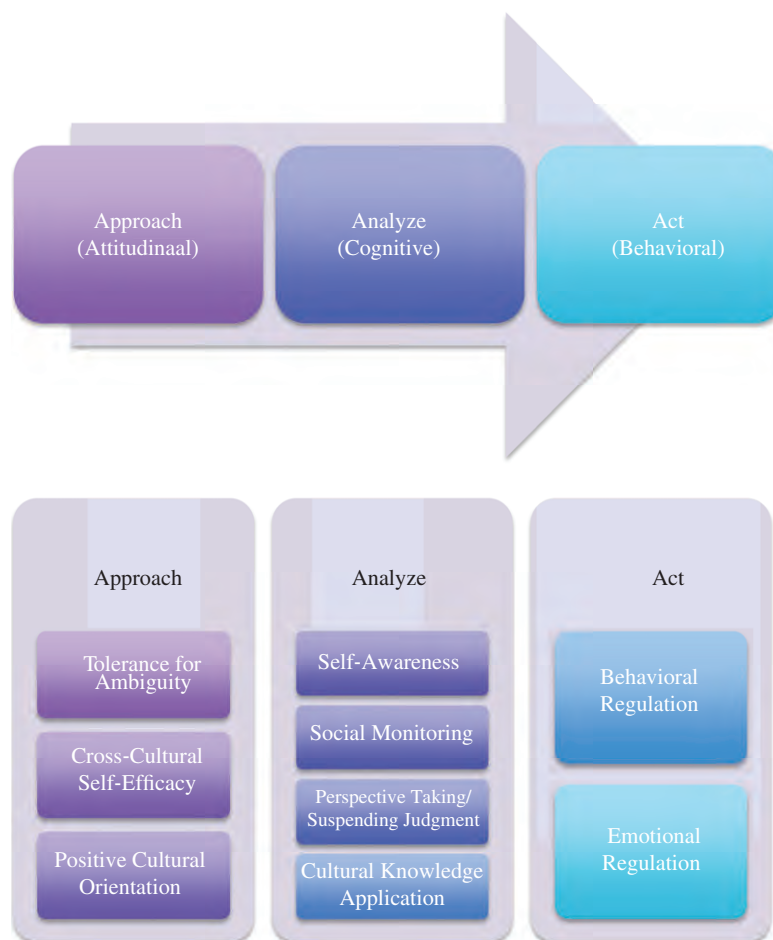 Approach
(Attitudinaal)
Analyze
(Cognitive)
Act
(Behavioral)
Approach
Tolerance for
Ambiguity
Cross-Cultural
Self-Efficacy
Positive Cultural
Orientation
Analyze
Self-Awareness
Social Monitoring
Perspective Taking/
Suspending Judgment
Cultural Knowledge
Application
Act
Behavioral
Regulation
Emotional
Regulation